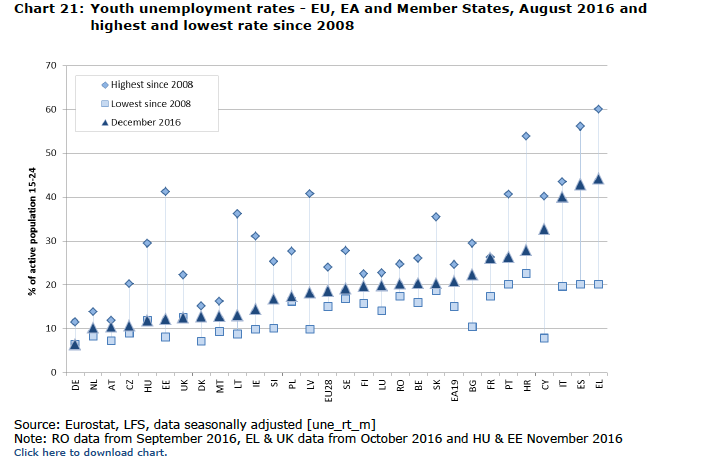 Chart 21: Youth unemployment rates - EU, EA and Member States, August 2016 and
highest and lowest rate since 2008
70
60
50
40
30
20
10
0
% of active population 15-24
Highest since 2008
Lowest since 2008
December 2016
DE
NL
AT
CZ
HU
EE
UK
DK
MT
LT
IE
SI
PL
LV
EU28
SE
FI
LU
RO
BE
SK
EA19
BG
FR
PT
HR
CY
IT
ES
EL
Source: Eurostat, LFS, data seasonally adjusted [une_rt_m]
Note: RO data from September 2016, EL & UK data from October 2016 and HU & EE November 2016
Click here to download chart.